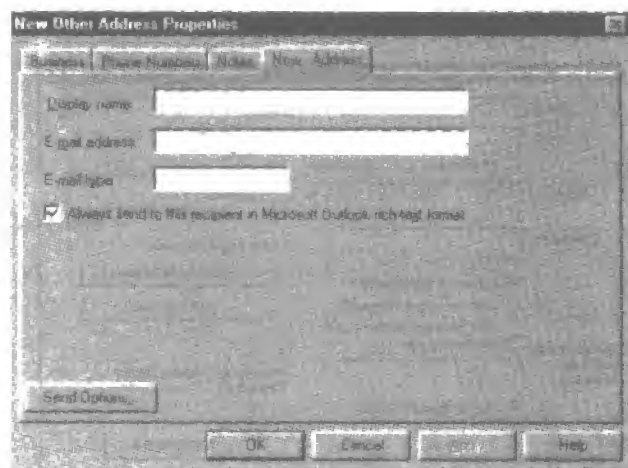 New Other Address Properties
Business Phone Numbers Notes New - Address
Display name
E-mail address
E-mail type
Always send to this recipient in Microsoft Outlook rich-text format
Send Options...
OK Cancel Apply Help